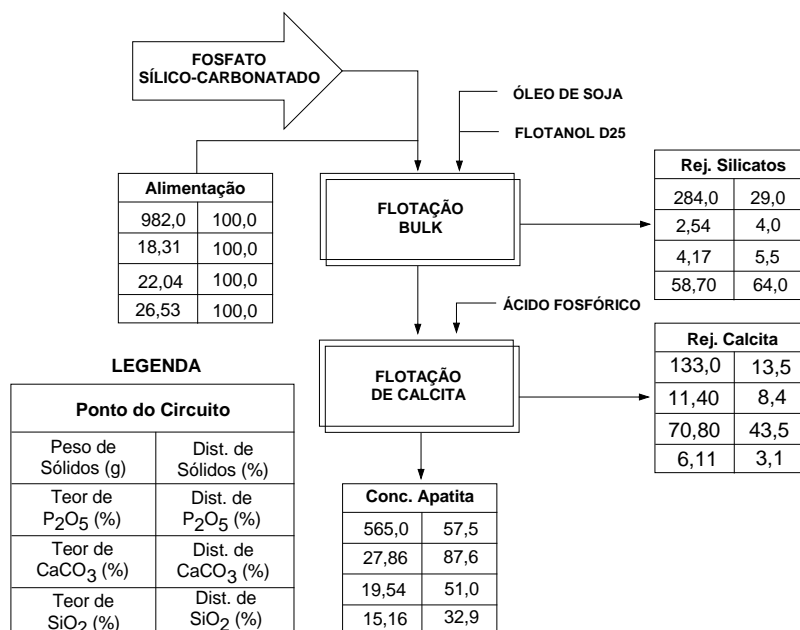 FOSFATO
SÍLICO-CARBONATADO
ÓLEO DE SOJA
FLOTANOL D25
Alimentação
982,0 100,0
18,31 100,0
22,04 100,0
26,53 100,0
FLOTAÇÃO
BULK
Rej. Silicatos
284,0 29,0
2,54 4,0
4,17 5,5
58,70 64,0
ÁCIDO FOSFÓRICO
FLOTAÇÃO
DE CALCITA
Rej. Calcita
133,0 13,5
11,40 8,4
70,80 43,5
6,11 3,1
LEGENDA
Ponto do Circuito
Peso de Sólidos (g) Dist. de Sólidos (%)
Teor de P2O5 (%) Dist. de P2O5 (%)
Teor de CaCO3 (%) Dist. de CaCO3 (%)
Teor de SiO2 (%) Dist. de SiO2 (%)
Conc. Apatita
565,0 57,5
27,86 87,6
19,54 51,0
15,16 32,9